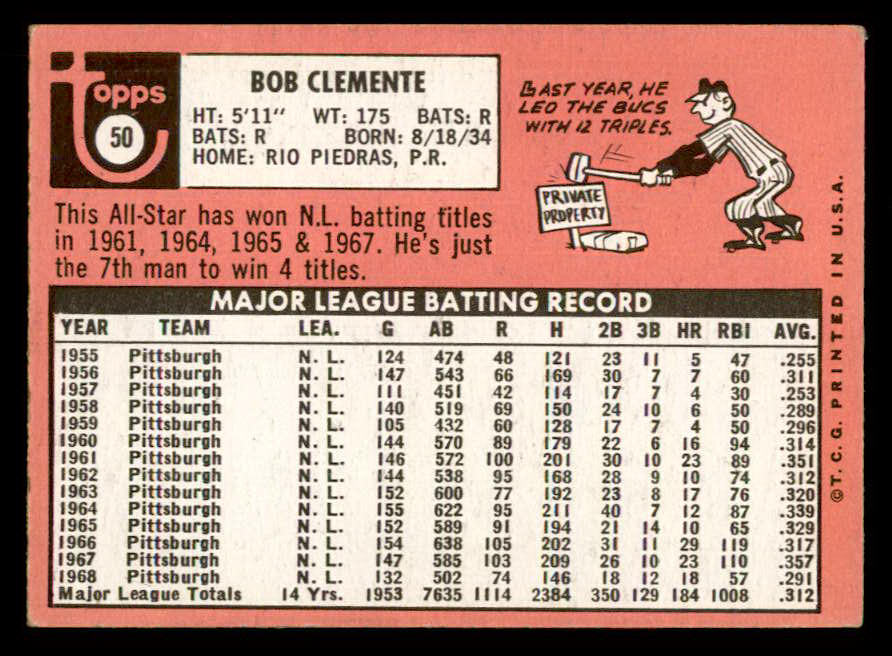 topps
50
BOB CLEMENTE
HT: 5'11" WT: 175 BATS: R
BATS: R BORN: 8/18/34
HOME: RIO PIEDRAS, P.R.
LAST YEAR, HE
LED THE BUCS
WITH 12 TRIPLES.
PRIVATE
PROPERTY
This All-Star has won N.L. batting titles
in 1961, 1964, 1965 & 1967. He's just
the 7th man to win 4 titles.
MAJOR LEAGUE BATTING RECORD
YEAR TEAM LEA. G AB R H 2B 3B HR RBI AVG.
1955 Pittsburgh N. L. 124 474 48 121 23 11 5 47 .255
1956 Pittsburgh N. L. 147 543 66 169 30 7 7 60 .311
1957 Pittsburgh N. L. 111 451 42 114 17 7 4 30 .253
1958 Pittsburgh N. L. 140 519 69 150 24 10 6 50 .289
1959 Pittsburgh N. L. 105 432 60 128 17 7 4 50 .296
1960 Pittsburgh N. L. 144 570 89 179 22 6 16 94 .314
1961 Pittsburgh N. L. 146 572 100 201 30 10 23 89 .351
1962 Pittsburgh N. L. 144 538 95 168 28 9 10 74 .312
1963 Pittsburgh N. L. 152 600 77 192 23 8 17 76 .320
1964 Pittsburgh N. L. 155 622 95 211 40 7 12 87 .339
1965 Pittsburgh N. L. 152 589 91 194 21 14 10 65 .329
1966 Pittsburgh N. L. 154 638 105 202 31 11 29 119 .317
1967 Pittsburgh N. L. 147 585 103 209 26 10 23 110 .357
1968 Pittsburgh N. L. 132 502 74 146 18 12 18 57 .291
Major League Totals 14 Yrs. 1953 7635 1114 2384 350 129 184 1008 .312
©T. C. G. PRINTED IN U.S.A.